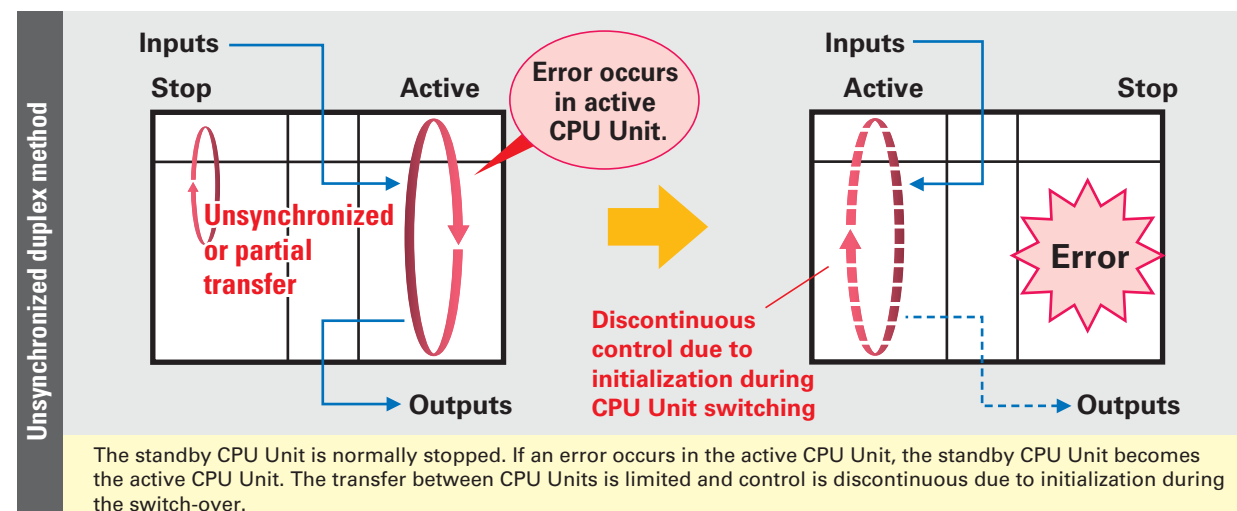 Unsynchronized duplex method
Inputs
Stop
Active
Error occurs
in active
CPU Unit.
Unsynchronized
or partial
transfer
Outputs
Inputs
Active
Stop
Error
Discontinuous
control due to
initialization during
CPU Unit switching
Outputs
The standby CPU Unit is normally stopped. If an error occurs in the active CPU Unit, the standby CPU Unit becomes
the active CPU Unit. The transfer between CPU Units is limited and control is discontinuous due to initialization during
the switch-over.